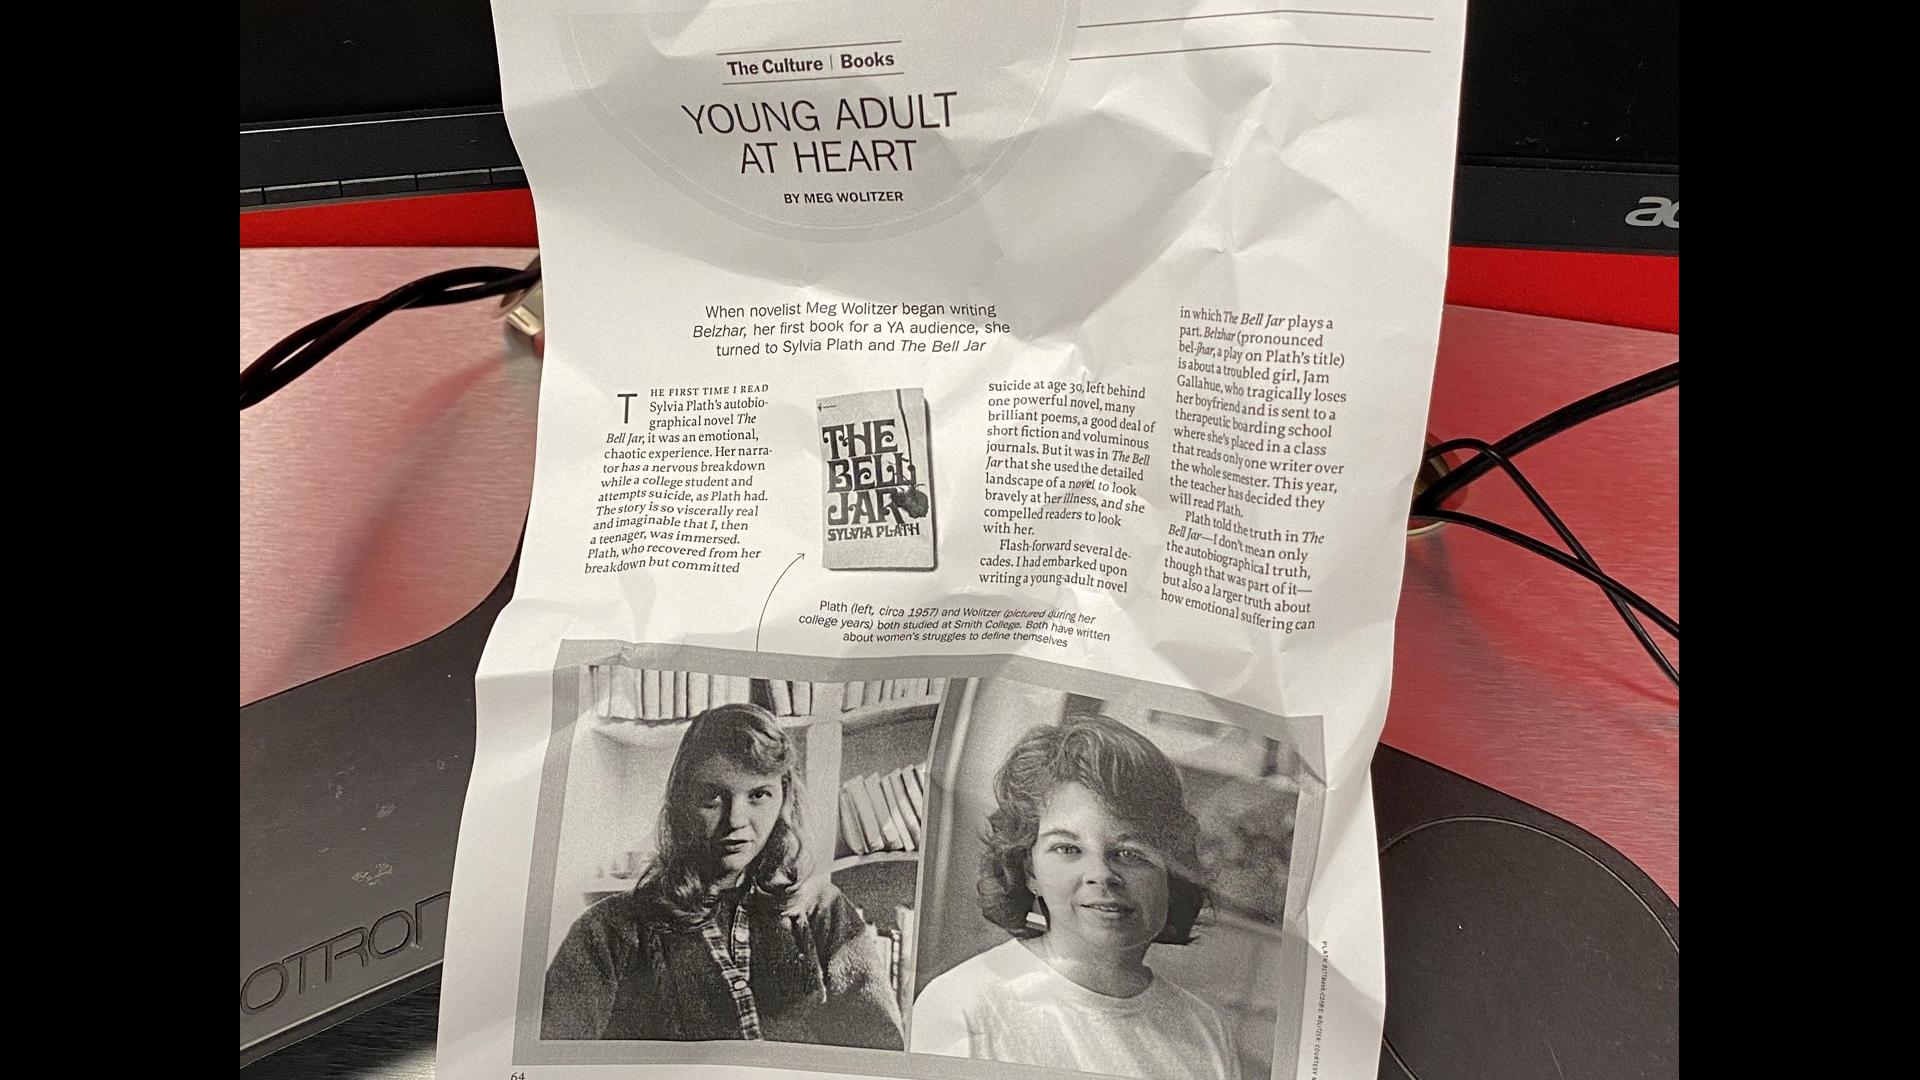 The Culture | Books
YOUNG ADULT
AT HEART
BY MEG WOLITZER
When novelist Meg Wolitzer began writing
Belzhar, her first book for a YA audience, she
turned to Sylvia Plath and The Bell Jar
THE FIRST TIME I READ
Sylvia Plath's autobio-
graphical novel The
Bell Jar, it was an emotional,
chaotic experience. Her narra-
tor has a nervous breakdown
while a college student and
attempts suicide, as Plath had.
The story is so viscerally real
and imaginable that I, then
a teenager, was immersed.
Plath, who recovered from her
breakdown but committed
THE
BELL
JAR
SYLVIA PLATH
suicide at age 30, left behind
one powerful novel, many
brilliant poems, a good deal of
short fiction and voluminous
journals. But it was in The Bell
Jar that she used the detailed
landscape of a novel to look
bravely at her illness, and she
compelled readers to look
with her.
Flash-forward several de-
cades. I had embarked upon
writing a young-adult novel
in which The Bell Jar plays a
part. Belzhar (pronounced
bel-jhar, a play on Plath's title)
is about a troubled girl, Jam
Gallahue, who tragically loses
her boyfriend and is sent to a
therapeutic boarding school
where she's placed in a class
that reads only one writer over
the whole semester. This year,
the teacher has decided they
will read Plath.
Plath told the truth in The
Bell Jar—I don't mean only
the autobiographical truth,
though that was part of it—
but also a larger truth about
how emotional suffering can
Plath (left, circa 1957) and Wolitzer (pictured during her
college years) both studied at Smith College. Both have written
about women's struggles to define themselves
64
PLATH: BETTMANN/CORBIS; WOLITZER: COURTESY
ac
OTRON